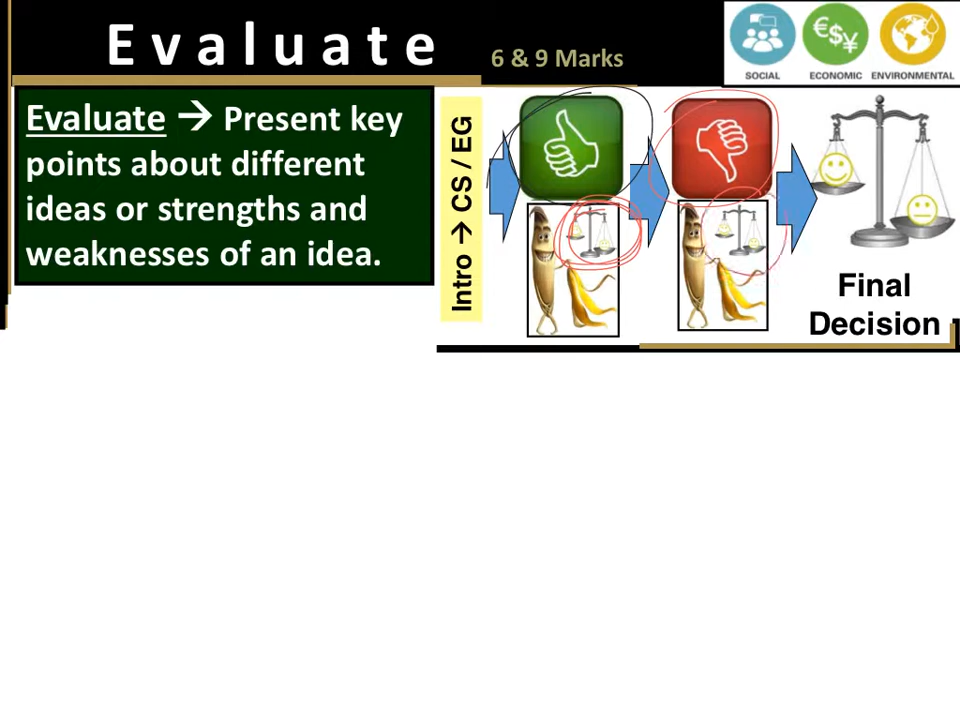 Evaluate
6 & 9 Marks
SOCIAL
ECONOMIC
ENVIRONMENTAL
Evaluate → Present key
points about different
ideas or strengths and
weaknesses of an idea.
Intro → CS / EG
€$¥
Final
Decision